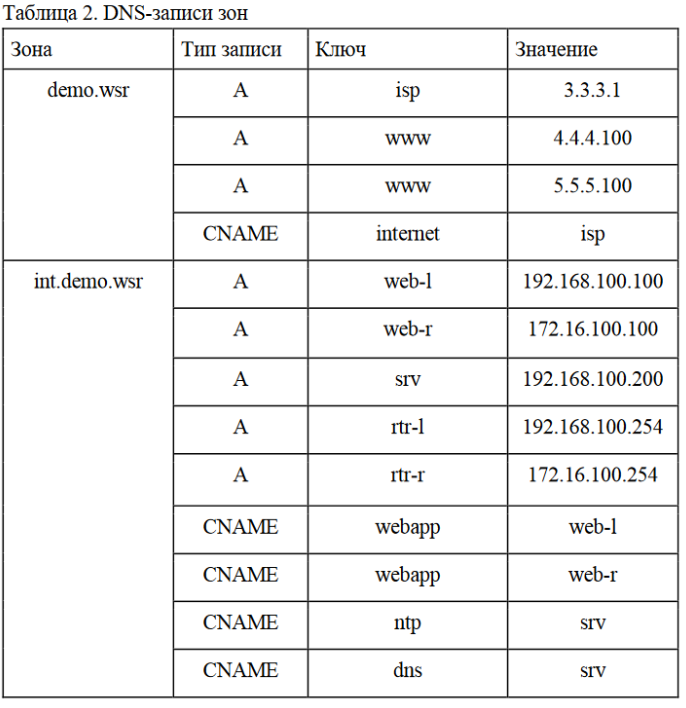 Таблица 2. DNS-записи зон
Зона Тип записи Ключ Значение
demo.wsr A isp 3.3.3.1
A www 4.4.4.100
A www 5.5.5.100
CNAME internet isp
int.demo.wsr A web-l 192.168.100.100
A web-r 172.16.100.100
A srv 192.168.100.200
A rtr-l 192.168.100.254
A rtr-r 172.16.100.254
CNAME webapp web-l
CNAME webapp web-r
CNAME ntp srv
CNAME dns srv